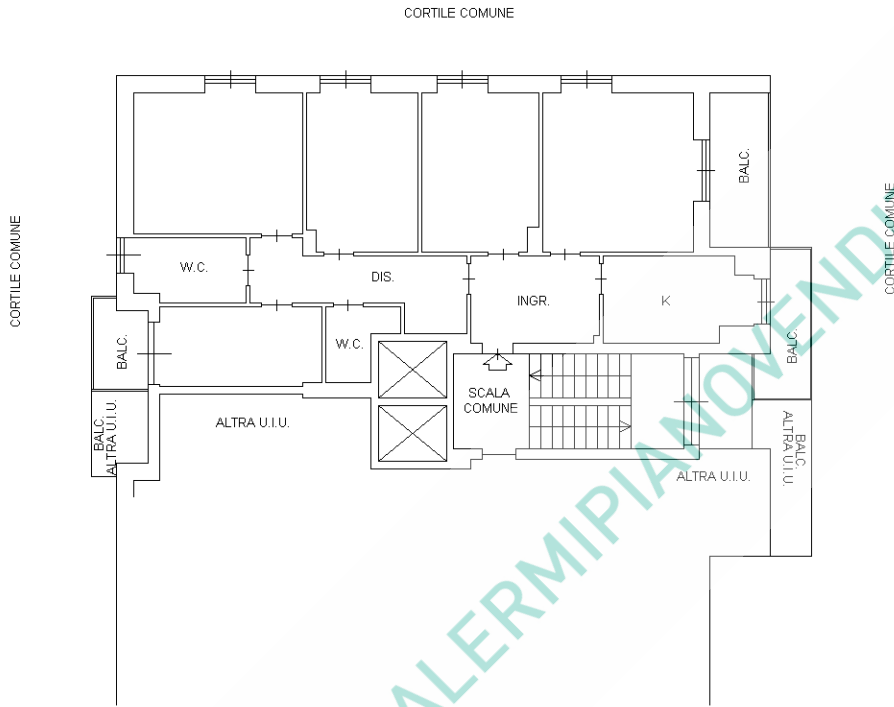 CORTILE COMUNE
BALC.
CORTILE COMUNE
CORTILE COMUNE
W.C.
DIS.
INGR.
K
BALC.
W.C.
BALC.
SCALA
COMUNE
BALC.
ALTRA U.I.U.
ALTRA U.I.U.
BALC.
ALTRA U.I.U.
ALTRA U.I.U.
ALERMIPIANOVENDI